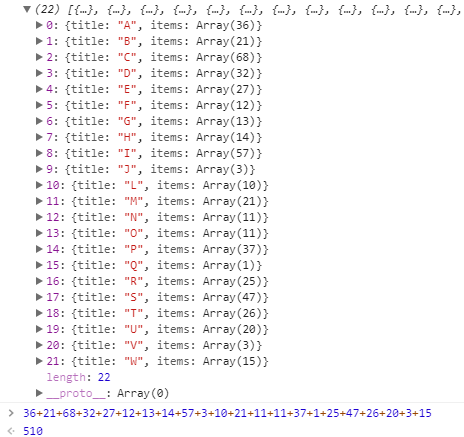 ▼(22) [{…}, {…}, {…}, {…}, {…}, {…}, {…}, {…}, {…}, {…}, {…},
▶0: {title: "A", items: Array(36)}
▶1: {title: "B", items: Array(21)}
▶2: {title: "C", items: Array(68)}
▶3: {title: "D", items: Array(32)}
▶4: {title: "E", items: Array(27)}
▶5: {title: "F", items: Array(12)}
▶6: {title: "G", items: Array(13)}
▶7: {title: "H", items: Array(14)}
▶8: {title: "I", items: Array(57)}
▶9: {title: "J", items: Array(3)}
▶10: {title: "L", items: Array(10)}
▶11: {title: "M", items: Array(21)}
▶12: {title: "N", items: Array(11)}
▶13: {title: "O", items: Array(11)}
▶14: {title: "P", items: Array(37)}
▶15: {title: "Q", items: Array(1)}
▶16: {title: "R", items: Array(25)}
▶17: {title: "S", items: Array(47)}
▶18: {title: "T", items: Array(26)}
▶19: {title: "U", items: Array(20)}
▶20: {title: "V", items: Array(3)}
▶21: {title: "W", items: Array(15)}
length: 22
▶__proto__: Array(0)
> 36+21+68+32+27+12+13+14+57+3+10+21+11+11+37+1+25+47+26+20+3+15
<· 510